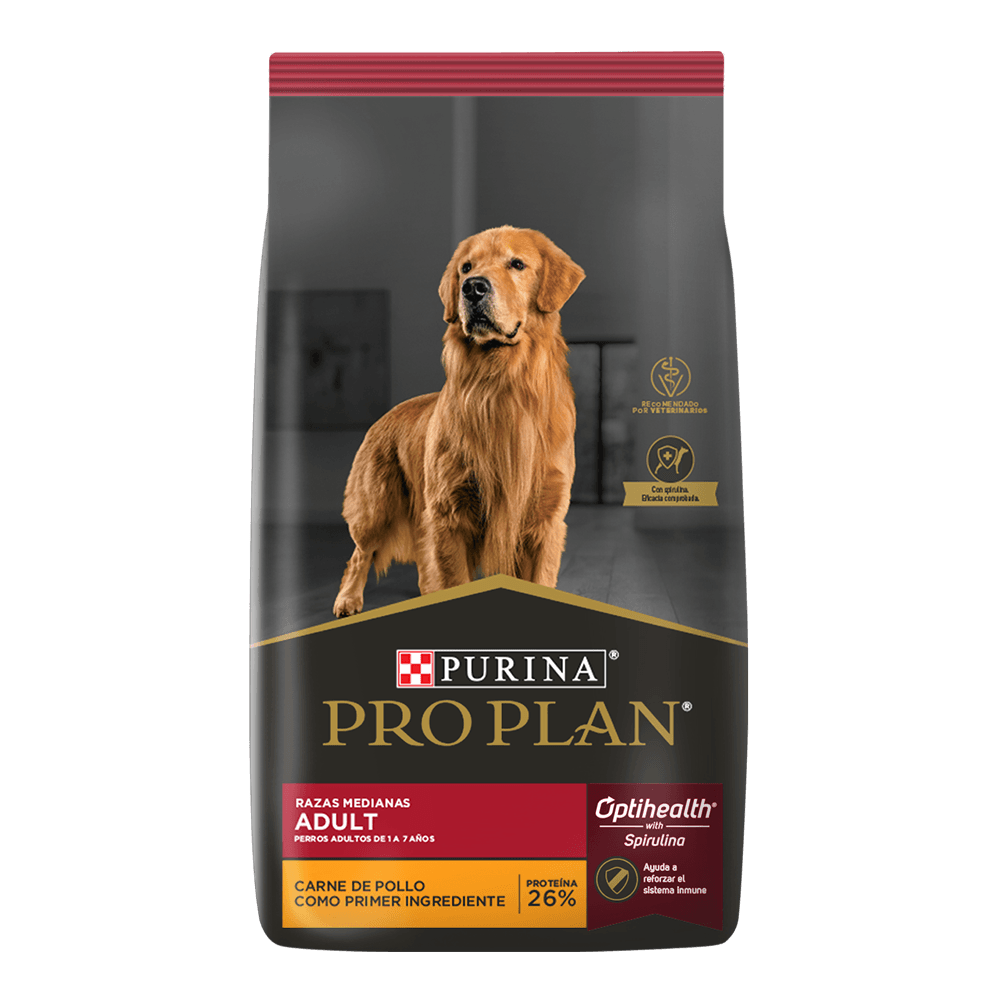 RECOMENDADO
POR VETERINARIOS
Con spirulina.
Eficacia comprobada.
PURINA®
PRO PLAN®
RAZAS MEDIANAS
ADULT
PERROS ADULTOS DE 1 A 7 AÑOS
CARNE DE POLLO
COMO PRIMER INGREDIENTE
PROTEÍNA
26%
Optihealth®
with
Spirulina
Ayuda a
reforzar el
sistema inmune